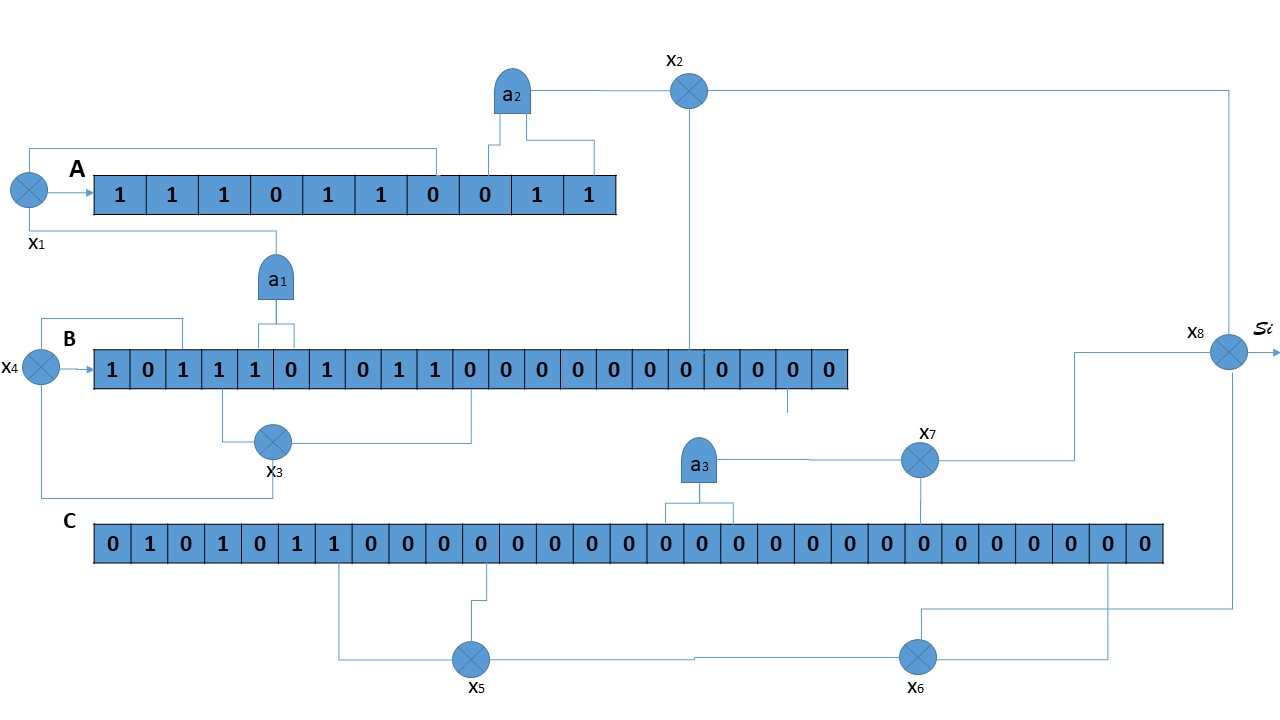 x2
a2
A
1 1 1 0 1 1 0 0 1 1
x1
a1
B
x8
Si
x4
1 0 1 1 1 0 1 0 1 1 0 0 0 0 0 0 0 0 0 0 0
x7
a3
x3
C
0 1 0 1 0 1 1 0 0 0 0 0 0 0 0 0 0 0 0 0 0 0 0 0 0 0 0 0 0
x5
x6